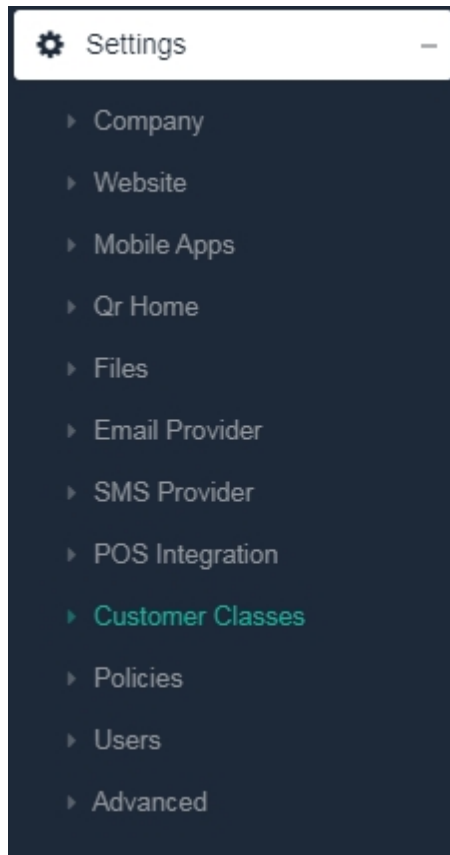 Settings
Company
Website
Mobile Apps
Qr Home
Files
Email Provider
SMS Provider
POS Integration
Customer Classes
Policies
Users
Advanced